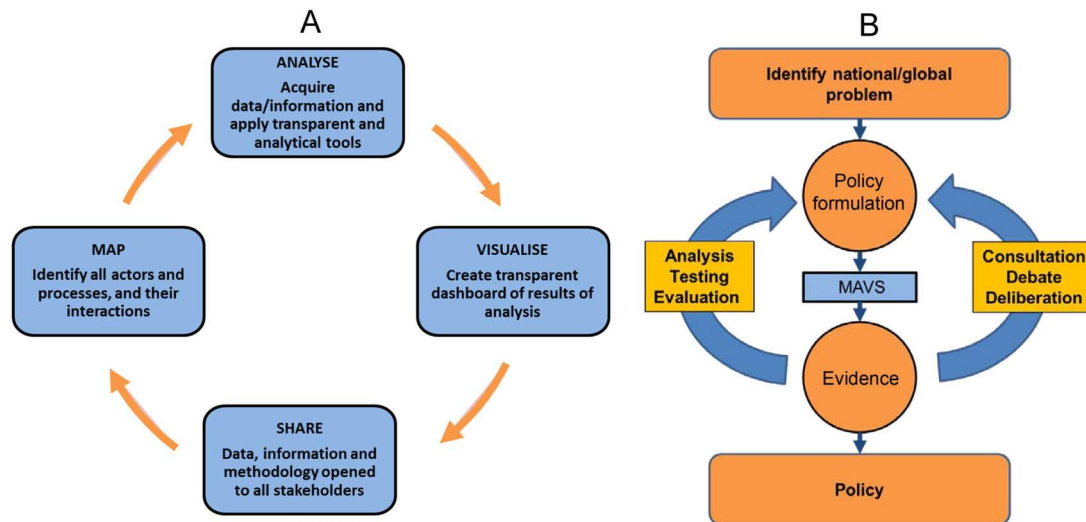 A
ANALYSE
Acquire
data/information and
apply transparent and
analytical tools
MAP
Identify all actors and
processes, and their
interactions
VISUALISE
Create transparent
dashboard of results of
analysis
SHARE
Data, information and
methodology opened
to all stakeholders
B
Identify national/global
problem
Policy
formulation
Analysis
Testing
Evaluation
MAVS
Consultation
Debate
Deliberation
Evidence
Policy